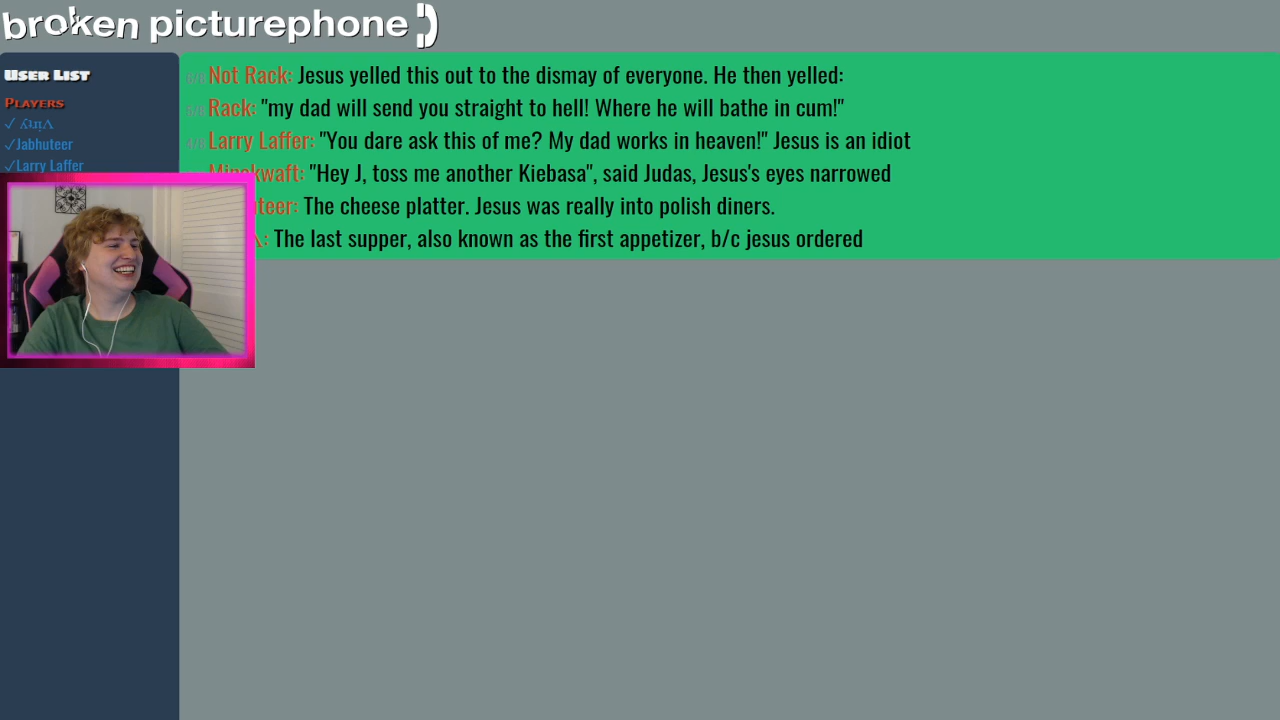 broken picturephone
User List
Players
✓ ʎʇᴉɹΛ
✓Jabhuteer
✓Larry Laffer
Not Rack: Jesus yelled this out to the dismay of everyone. He then yelled:
Rack: "my dad will send you straight to hell! Where he will bathe in cum!"
Larry Laffer: "You dare ask this of me? My dad works in heaven!" Jesus is an idiot
"Hey J, toss me another Kiebasa", said Judas, Jesus's eyes narrowed
The cheese platter. Jesus was really into polish diners.
The last supper, also known as the first appetizer, b/c jesus ordered